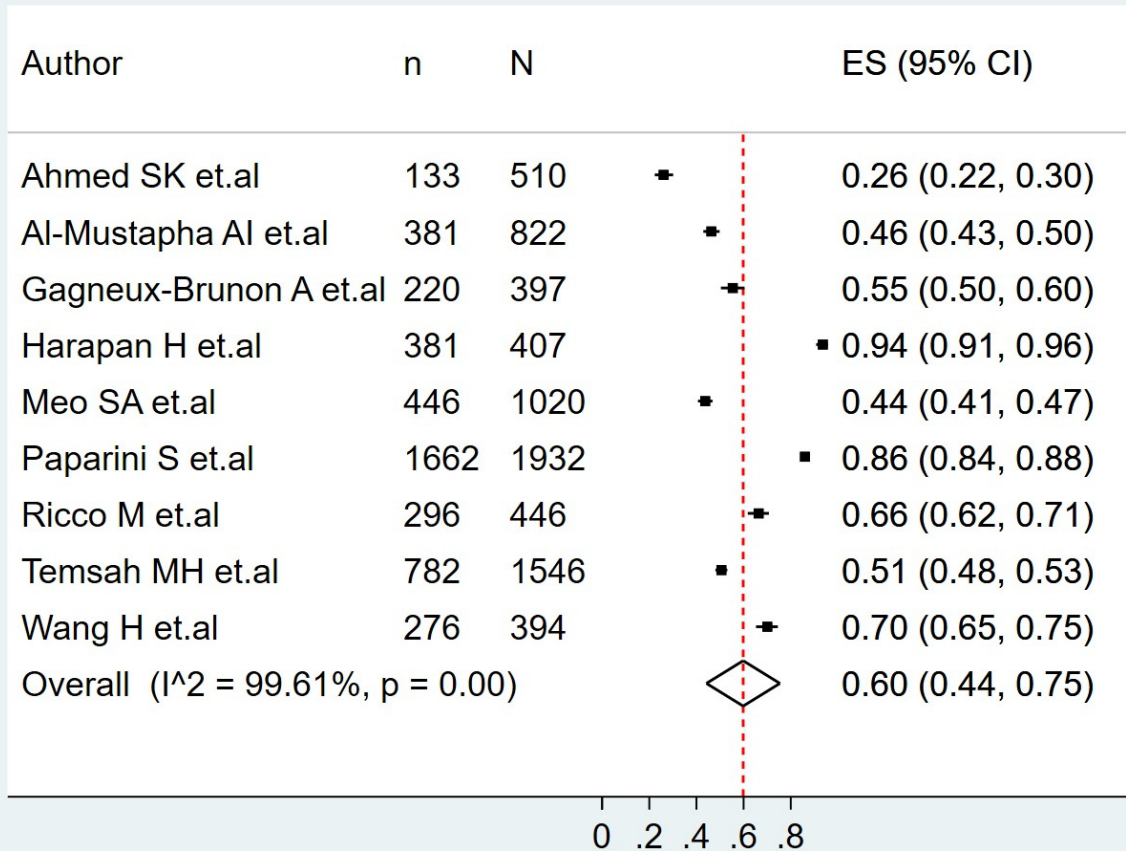 Author n N ES (95% CI)
Ahmed SK et.al 133 510 0.26 (0.22, 0.30)
Al-Mustapha AI et.al 381 822 0.46 (0.43, 0.50)
Gagneux-Brunon A et.al 220 397 0.55 (0.50, 0.60)
Harapan H et.al 381 407 0.94 (0.91, 0.96)
Meo SA et.al 446 1020 0.44 (0.41, 0.47)
Paparini S et.al 1662 1932 0.86 (0.84, 0.88)
Ricco M et.al 296 446 0.66 (0.62, 0.71)
Temsah MH et.al 782 1546 0.51 (0.48, 0.53)
Wang H et.al 276 394 0.70 (0.65, 0.75)
Overall (I^2 = 99.61%, p = 0.00) 0.60 (0.44, 0.75)
0 .2 .4 .6 .8